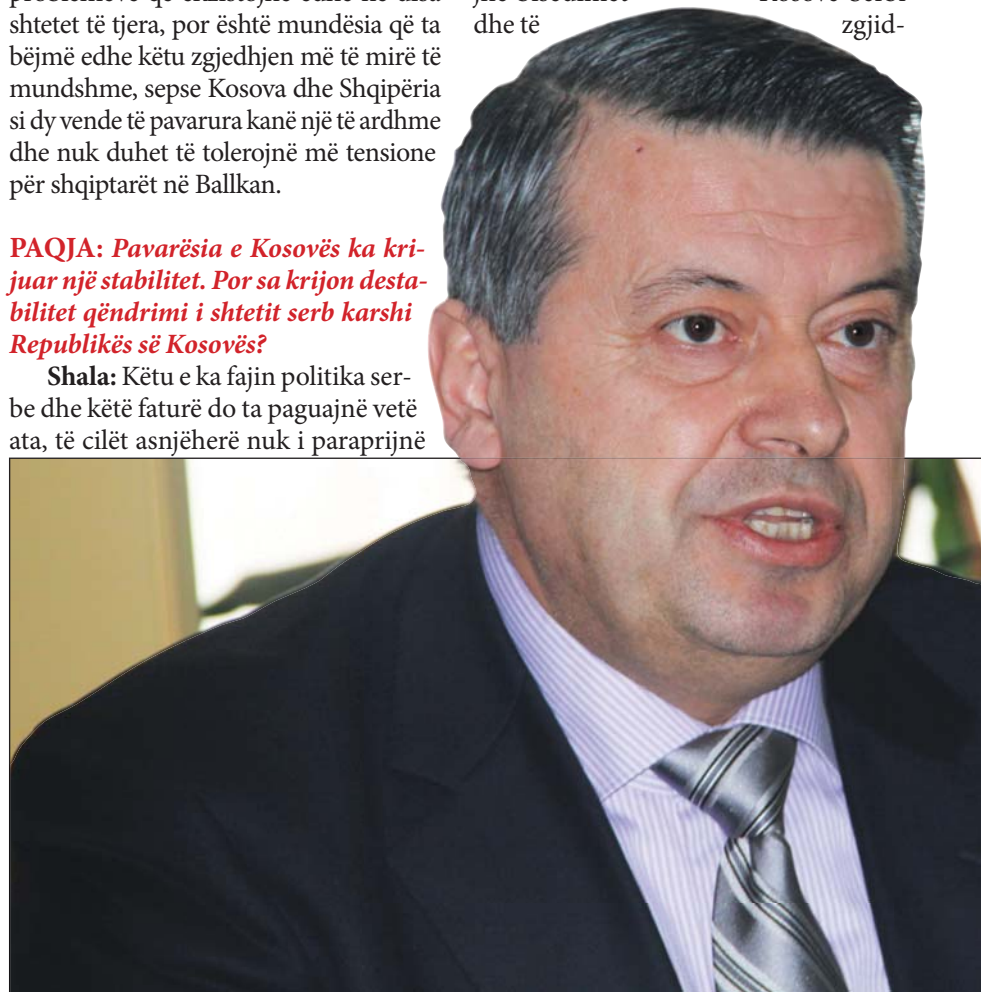 shtetet të tjera, por është mundësia që ta
bëjmë edhe këtu zgjedhjen më të mirë të
mundshme, sepse Kosova dhe Shqipëria
si dy vende të pavarura kanë një të ardhme
dhe nuk duhet të tolerojnë më tensione
për shqiptarët në Ballkan.
PAQJA: Pavarësia e Kosovës ka kri-
juar një stabilitet. Por sa krijon desta-
bilitet qëndrimi i shtetit serb karshi
Republikës së Kosovës?
Shala: Këtu e ka fajin politika ser-
be dhe këtë faturë do ta paguajnë vetë
ata, të cilët asnjëherë nuk i paraprijnë
dhe të zgjid-